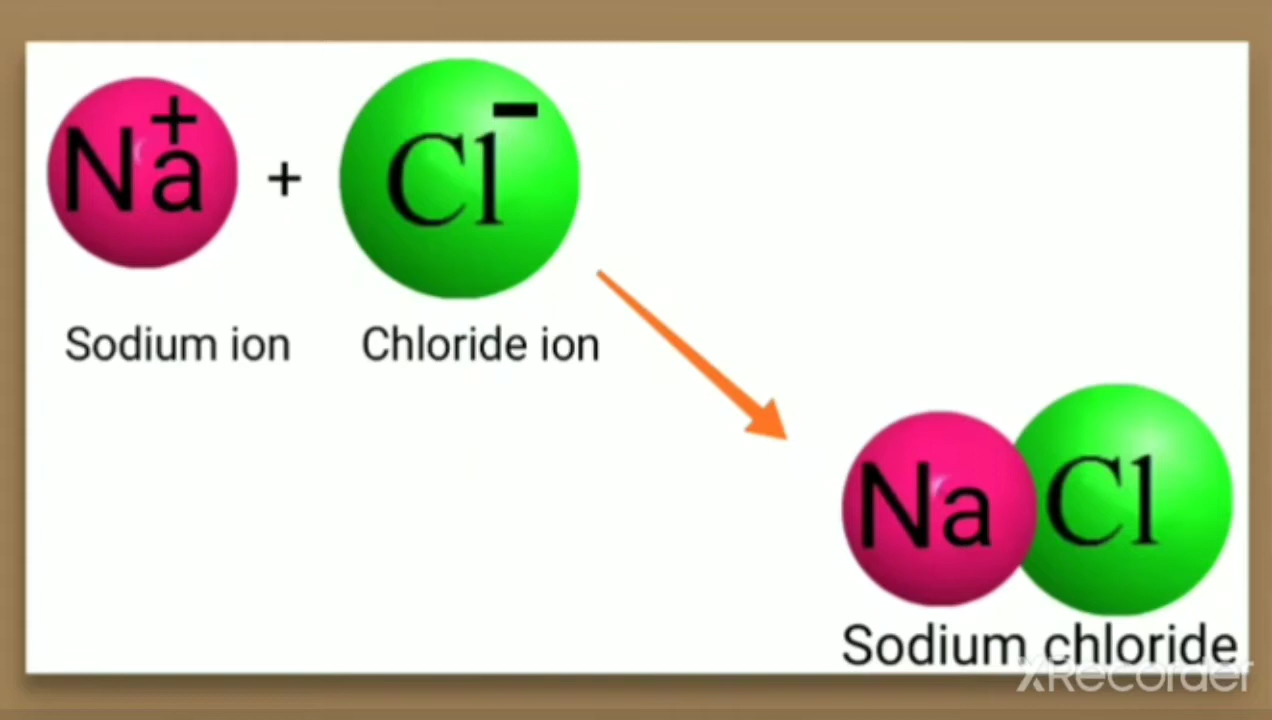 Na+ + Cl-
Sodium ion Chloride ion
Na Cl
Sodium chloride
XRecorder